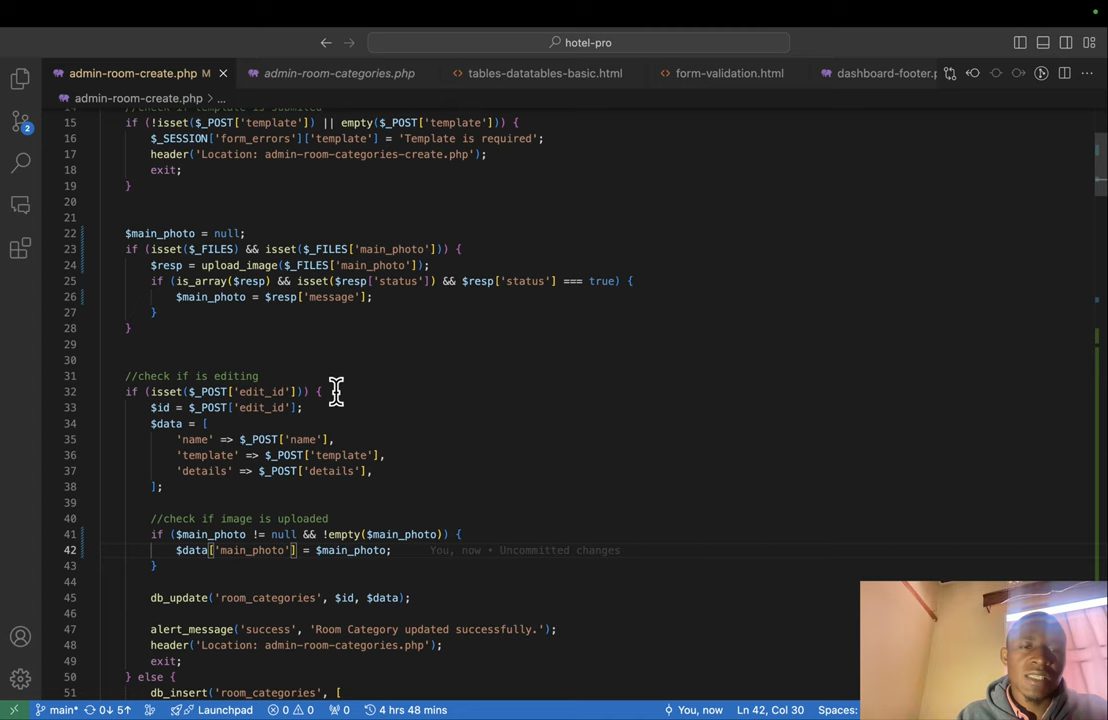 hotel-pro
admin-room-create.php M admin-room-categories.php tables-datatables-basic.html form-validation.html dashboard-footer.p
admin-room-create.php > ...
14 //check if template is submited
15 if (!isset($_POST['template']) || empty($_POST['template'])) {
16 $_SESSION['form_errors']['template'] = 'Template is required';
17 header('Location: admin-room-categories-create.php');
18 exit;
19 }
20
21
22 $main_photo = null;
23 if (isset($_FILES) && isset($_FILES['main_photo'])) {
24 $resp = upload_image($_FILES['main_photo']);
25 if (is_array($resp) && isset($resp['status']) && $resp['status'] === true) {
26 $main_photo = $resp['message'];
27 }
28 }
29
30
31 //check if is editing
32 if (isset($_POST['edit_id'])) {
33 $id = $_POST['edit_id'];
34 $data = [
35 'name' => $_POST['name'],
36 'template' => $_POST['template'],
37 'details' => $_POST['details'],
38 ];
39
40 //check if image is uploaded
41 if ($main_photo != null && !empty($main_photo)) {
42 $data['main_photo'] = $main_photo; You, now • Uncommitted changes
43 }
44
45 db_update('room_categories', $id, $data);
46
47 alert_message('success', 'Room Category updated successfully.');
48 header('Location: admin-room-categories.php');
49 exit;
50 } else {
51 db_insert('room_categories', [
2
main* 0↓ 5↑ Launchpad 0 0 0 4 hrs 48 mins You, now Ln 42, Col 30 Spaces: